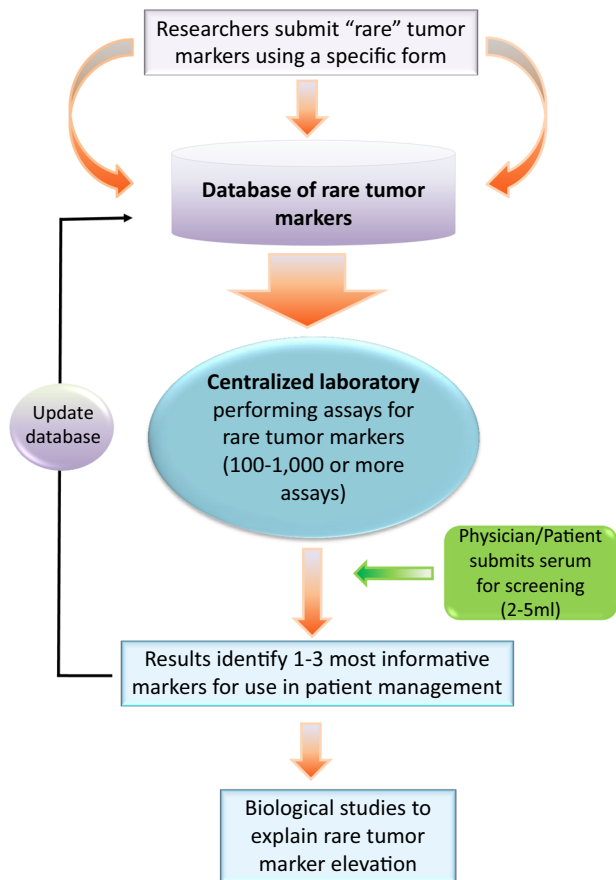 Researchers submit “rare” tumor
markers using a specific form
Database of rare tumor
markers
Centralized laboratory
performing assays for
rare tumor markers
(100-1,000 or more
assays)
Update
database
Physician/Patient
submits serum
for screening
(2-5ml)
Results identify 1-3 most informative
markers for use in patient management
Biological studies to
explain rare tumor
marker elevation